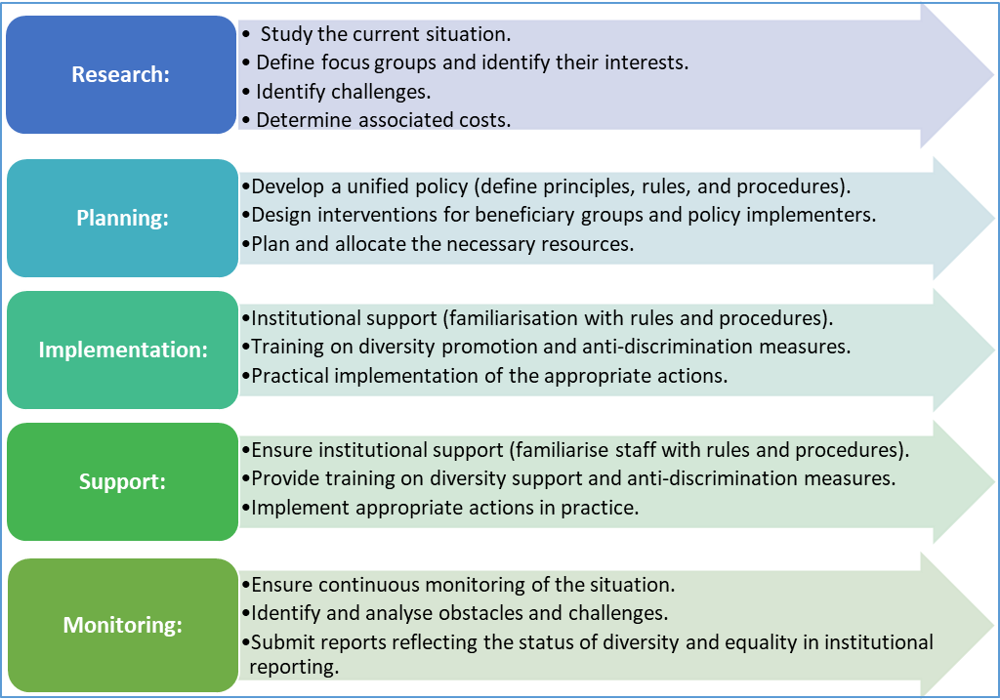 Research:
• Study the current situation.
• Define focus groups and identify their interests.
• Identify challenges.
• Determine associated costs.
Planning:
•Develop a unified policy (define principles, rules, and procedures).
•Design interventions for beneficiary groups and policy implementers.
•Plan and allocate the necessary resources.
Implementation:
•Institutional support (familiarisation with rules and procedures).
•Training on diversity promotion and anti-discrimination measures.
•Practical implementation of the appropriate actions.
Support:
•Ensure institutional support (familiarise staff with rules and procedures).
•Provide training on diversity support and anti-discrimination measures.
•Implement appropriate actions in practice.
Monitoring:
•Ensure continuous monitoring of the situation.
•Identify and analyse obstacles and challenges.
•Submit reports reflecting the status of diversity and equality in institutional
reporting.